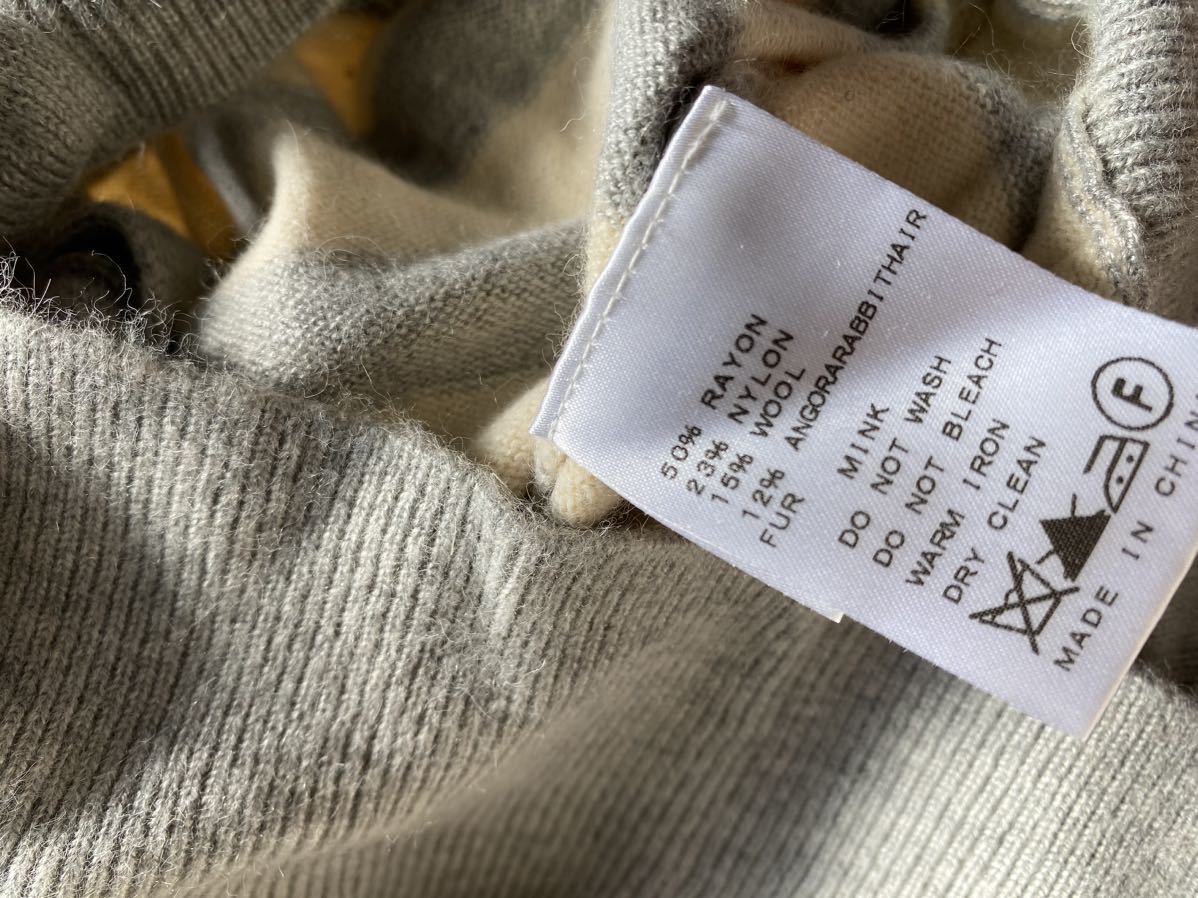 50% RAYON
23% NYLON
15% WOOL
12% ANGORARABBITHAIR
FUR
MINK
DO NOT WASH
DO NOT BLEACH
WARM IRON
DRY CLEAN
F
MADE IN CHIN